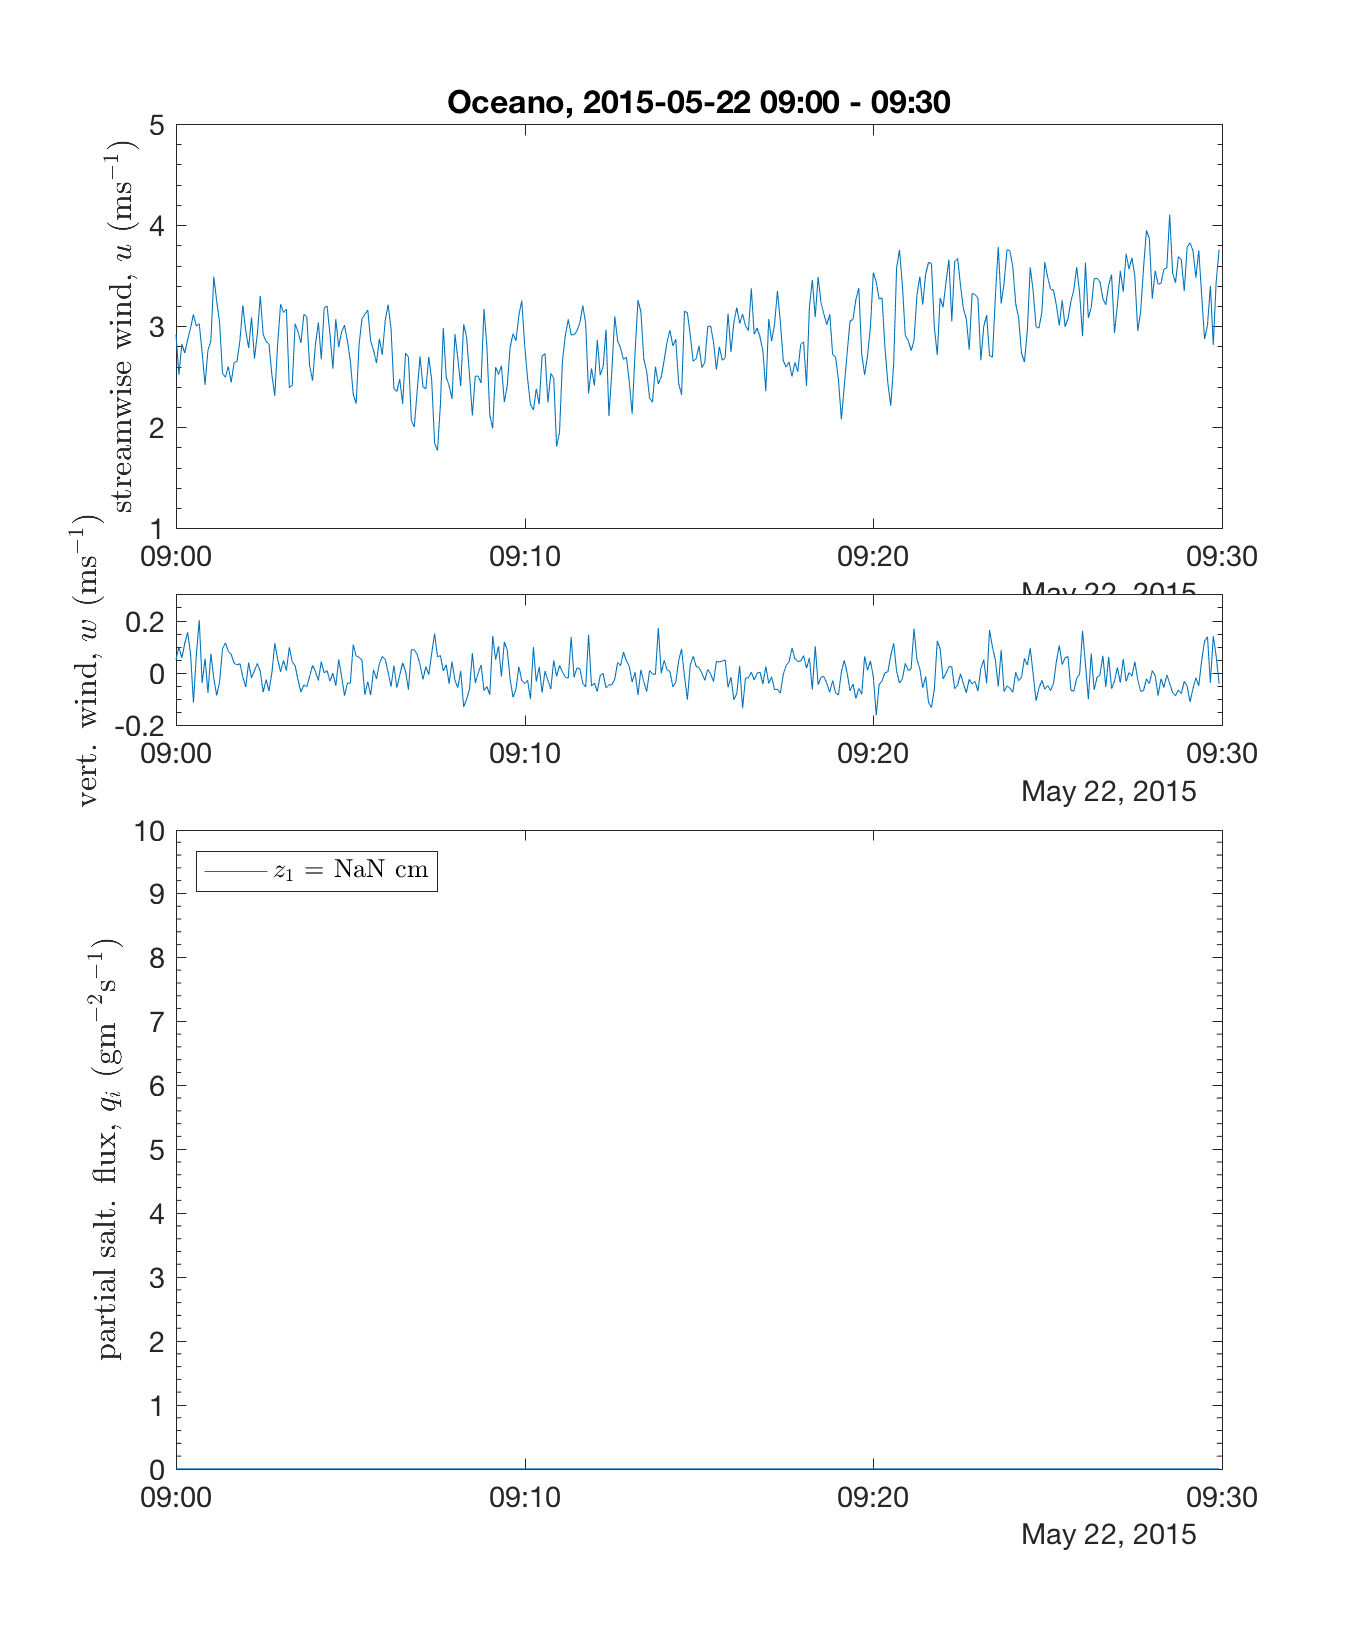 Oceano, 2015-05-22 09:00 - 09:30
streamwise wind, u (ms⁻¹)
5
4
3
2
1
09:00 09:10 09:20 09:30
May 22, 2015
vert. wind, w (ms⁻¹)
0.2
0
-0.2
09:00 09:10 09:20 09:30
May 22, 2015
partial salt. flux, qᵢ (gm⁻²s⁻¹)
10
9
8
7
6
5
4
3
2
1
0
z₁ = NaN cm
09:00 09:10 09:20 09:30
May 22, 2015